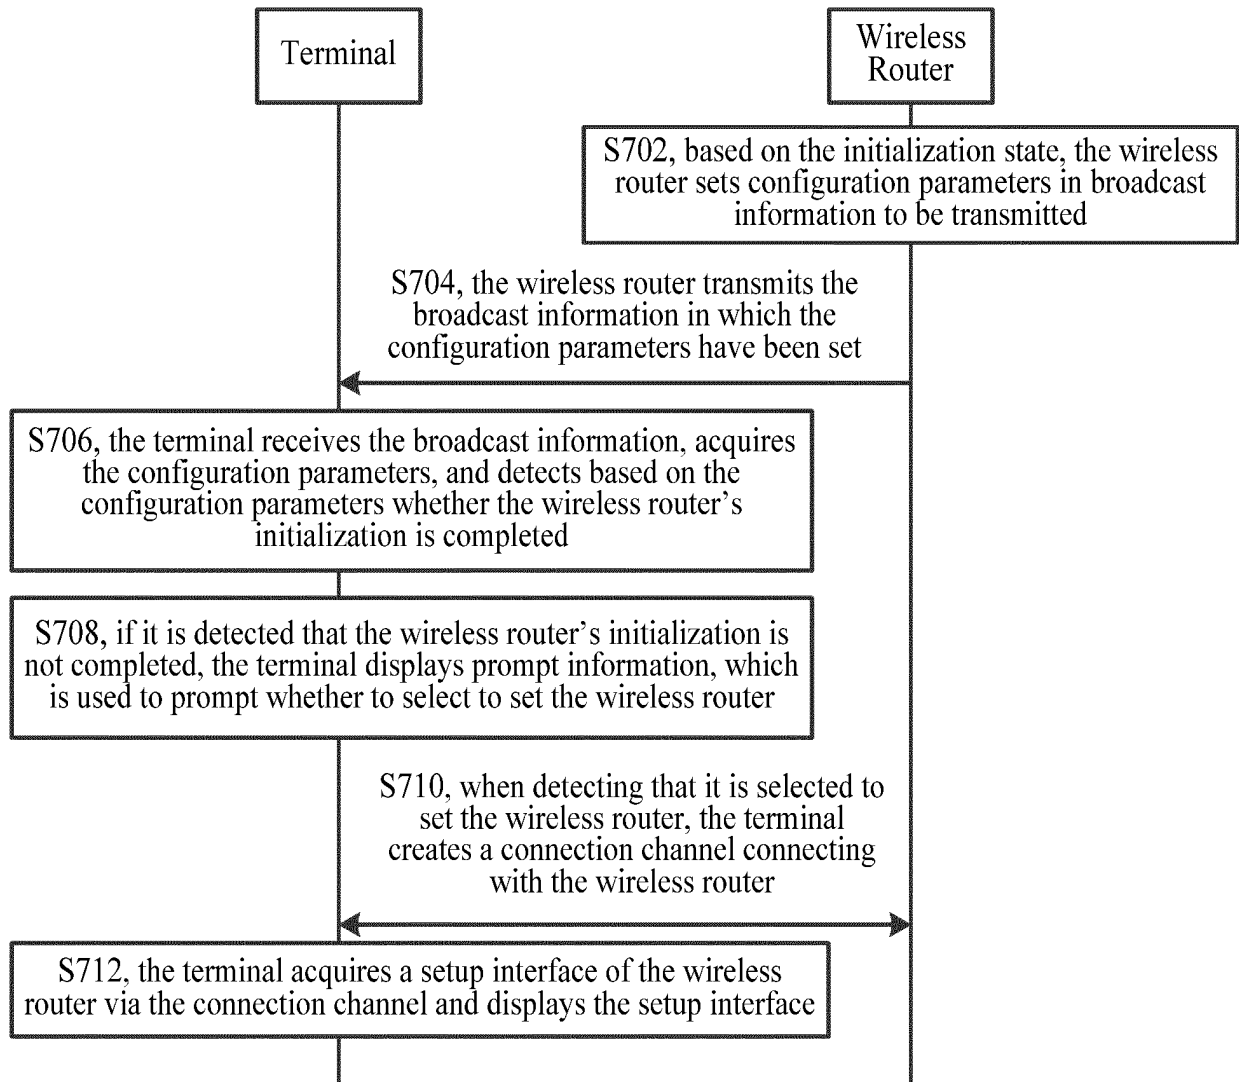 Terminal
Wireless
Router
S702, based on the initialization state, the wireless
router sets configuration parameters in broadcast
information to be transmitted
S704, the wireless router transmits the
broadcast information in which the
configuration parameters have been set
S706, the terminal receives the broadcast information, acquires
the configuration parameters, and detects based on the
configuration parameters whether the wireless router's
initialization is completed
S708, if it is detected that the wireless router's initialization is
not completed, the terminal displays prompt information, which
is used to prompt whether to select to set the wireless router
S710, when detecting that it is selected to
set the wireless router, the terminal
creates a connection channel connecting
with the wireless router
S712, the terminal acquires a setup interface of the wireless
router via the connection channel and displays the setup interface